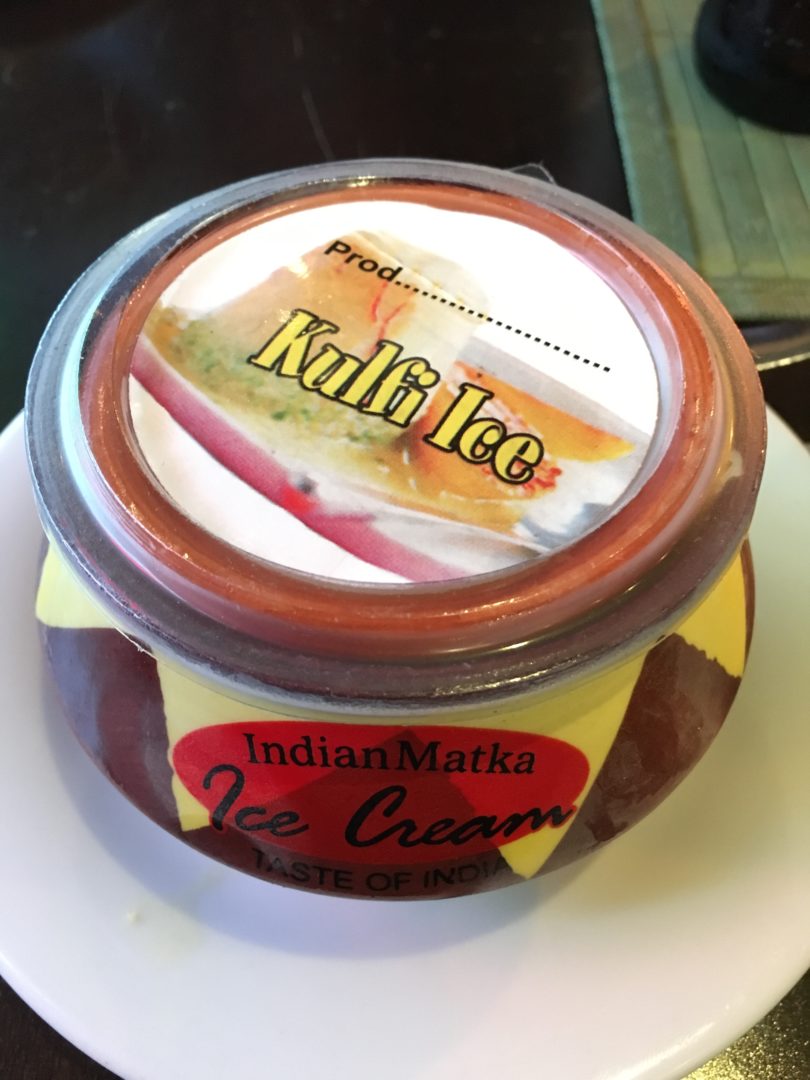 Prod.................................
Kulfi Ice
IndianMatka
Ice Cream
TASTE OF INDIA